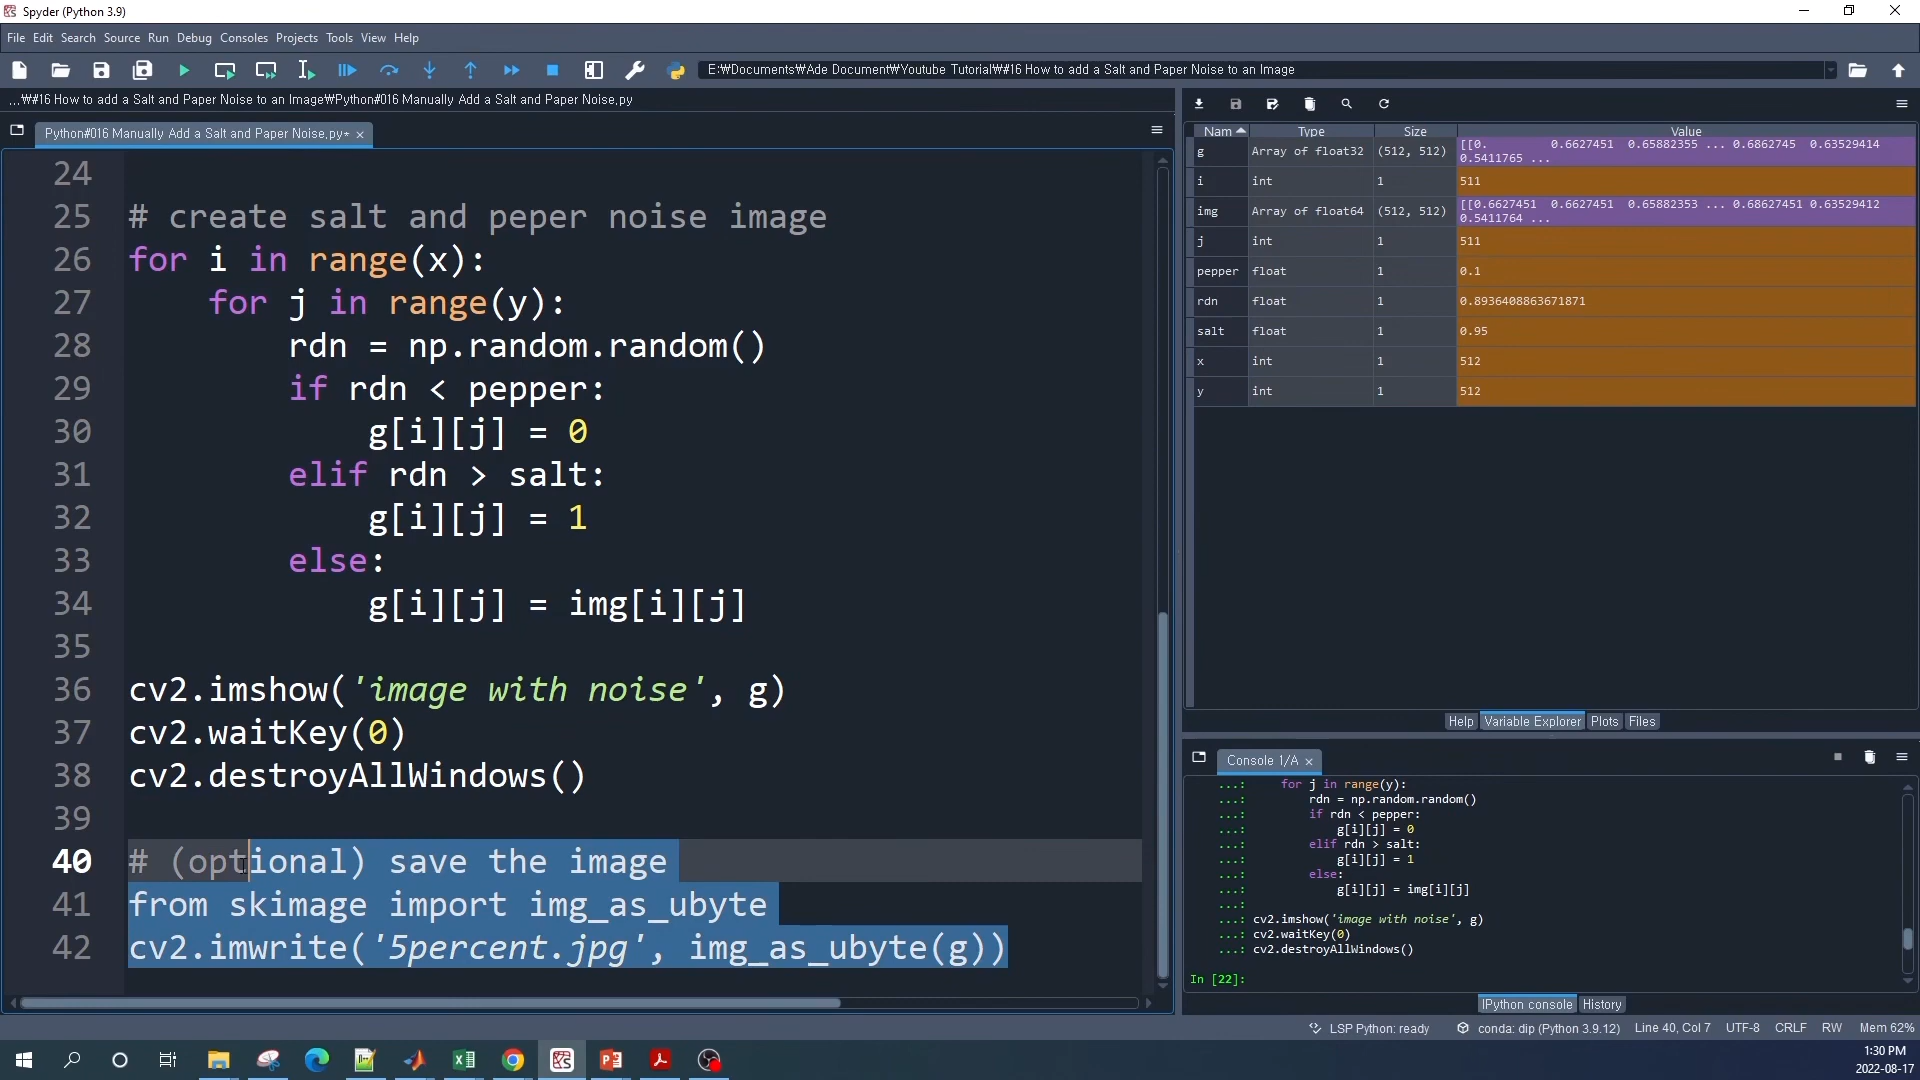 Spyder (Python 3.9)
File Edit Search Source Run Debug Consoles Projects Tools View Help
E:₩Documents₩Ade Document₩Youtube Tutorial₩#16 How to add a Salt and Paper Noise to an Image
...₩#16 How to add a Salt and Paper Noise to an Image₩Python#016 Manually Add a Salt and Paper Noise.py
Python#016 Manually Add a Salt and Paper Noise.py*
24
25 # create salt and peper noise image
26 for i in range(x):
27 for j in range(y):
28 rdn = np.random.random()
29 if rdn < pepper:
30 g[i][j] = 0
31 elif rdn > salt:
32 g[i][j] = 1
33 else:
34 g[i][j] = img[i][j]
35
36 cv2.imshow('image with noise', g)
37 cv2.waitKey(0)
38 cv2.destroyAllWindows()
39
40 # (optional) save the image
41 from skimage import img_as_ubyte
42 cv2.imwrite('5percent.jpg', img_as_ubyte(g))
Nam Type Size Value
g Array of float32 (512, 512) [[0. 0.6627451 0.65882355 ... 0.6862745 0.63529414
0.5411765 ...
i int 1 511
img Array of float64 (512, 512) [[0.6627451 0.6627451 0.65882353 ... 0.68627451 0.63529412
0.5411764 ...
j int 1 511
pepper float 1 0.1
rdn float 1 0.8936408863671871
salt float 1 0.95
x int 1 512
y int 1 512
Help Variable Explorer Plots Files
Console 1/A
...: for j in range(y):
...: rdn = np.random.random()
...: if rdn < pepper:
...: g[i][j] = 0
...: elif rdn > salt:
...: g[i][j] = 1
...: else:
...: g[i][j] = img[i][j]
...:
...: cv2.imshow('image with noise', g)
...: cv2.waitKey(0)
...: cv2.destroyAllWindows()
In [22]:
IPython console History
LSP Python: ready conda: dip (Python 3.9.12) Line 40, Col 7 UTF-8 CRLF RW Mem 62%
1:30 PM
2022-08-17